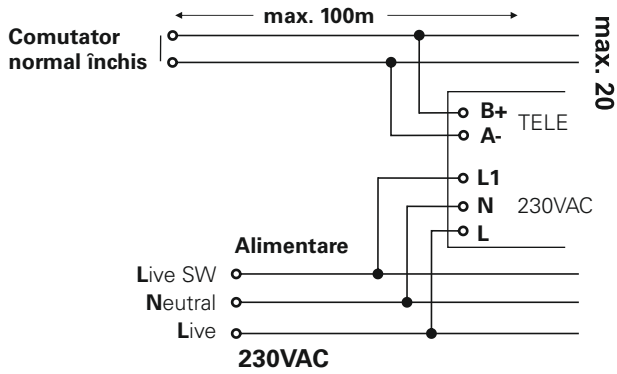 max. 100m
Comutator
normal închis
max. 20
B+
TELE
A-
L1
N 230VAC
L
Alimentare
Live SW
Neutral
Live
230VAC